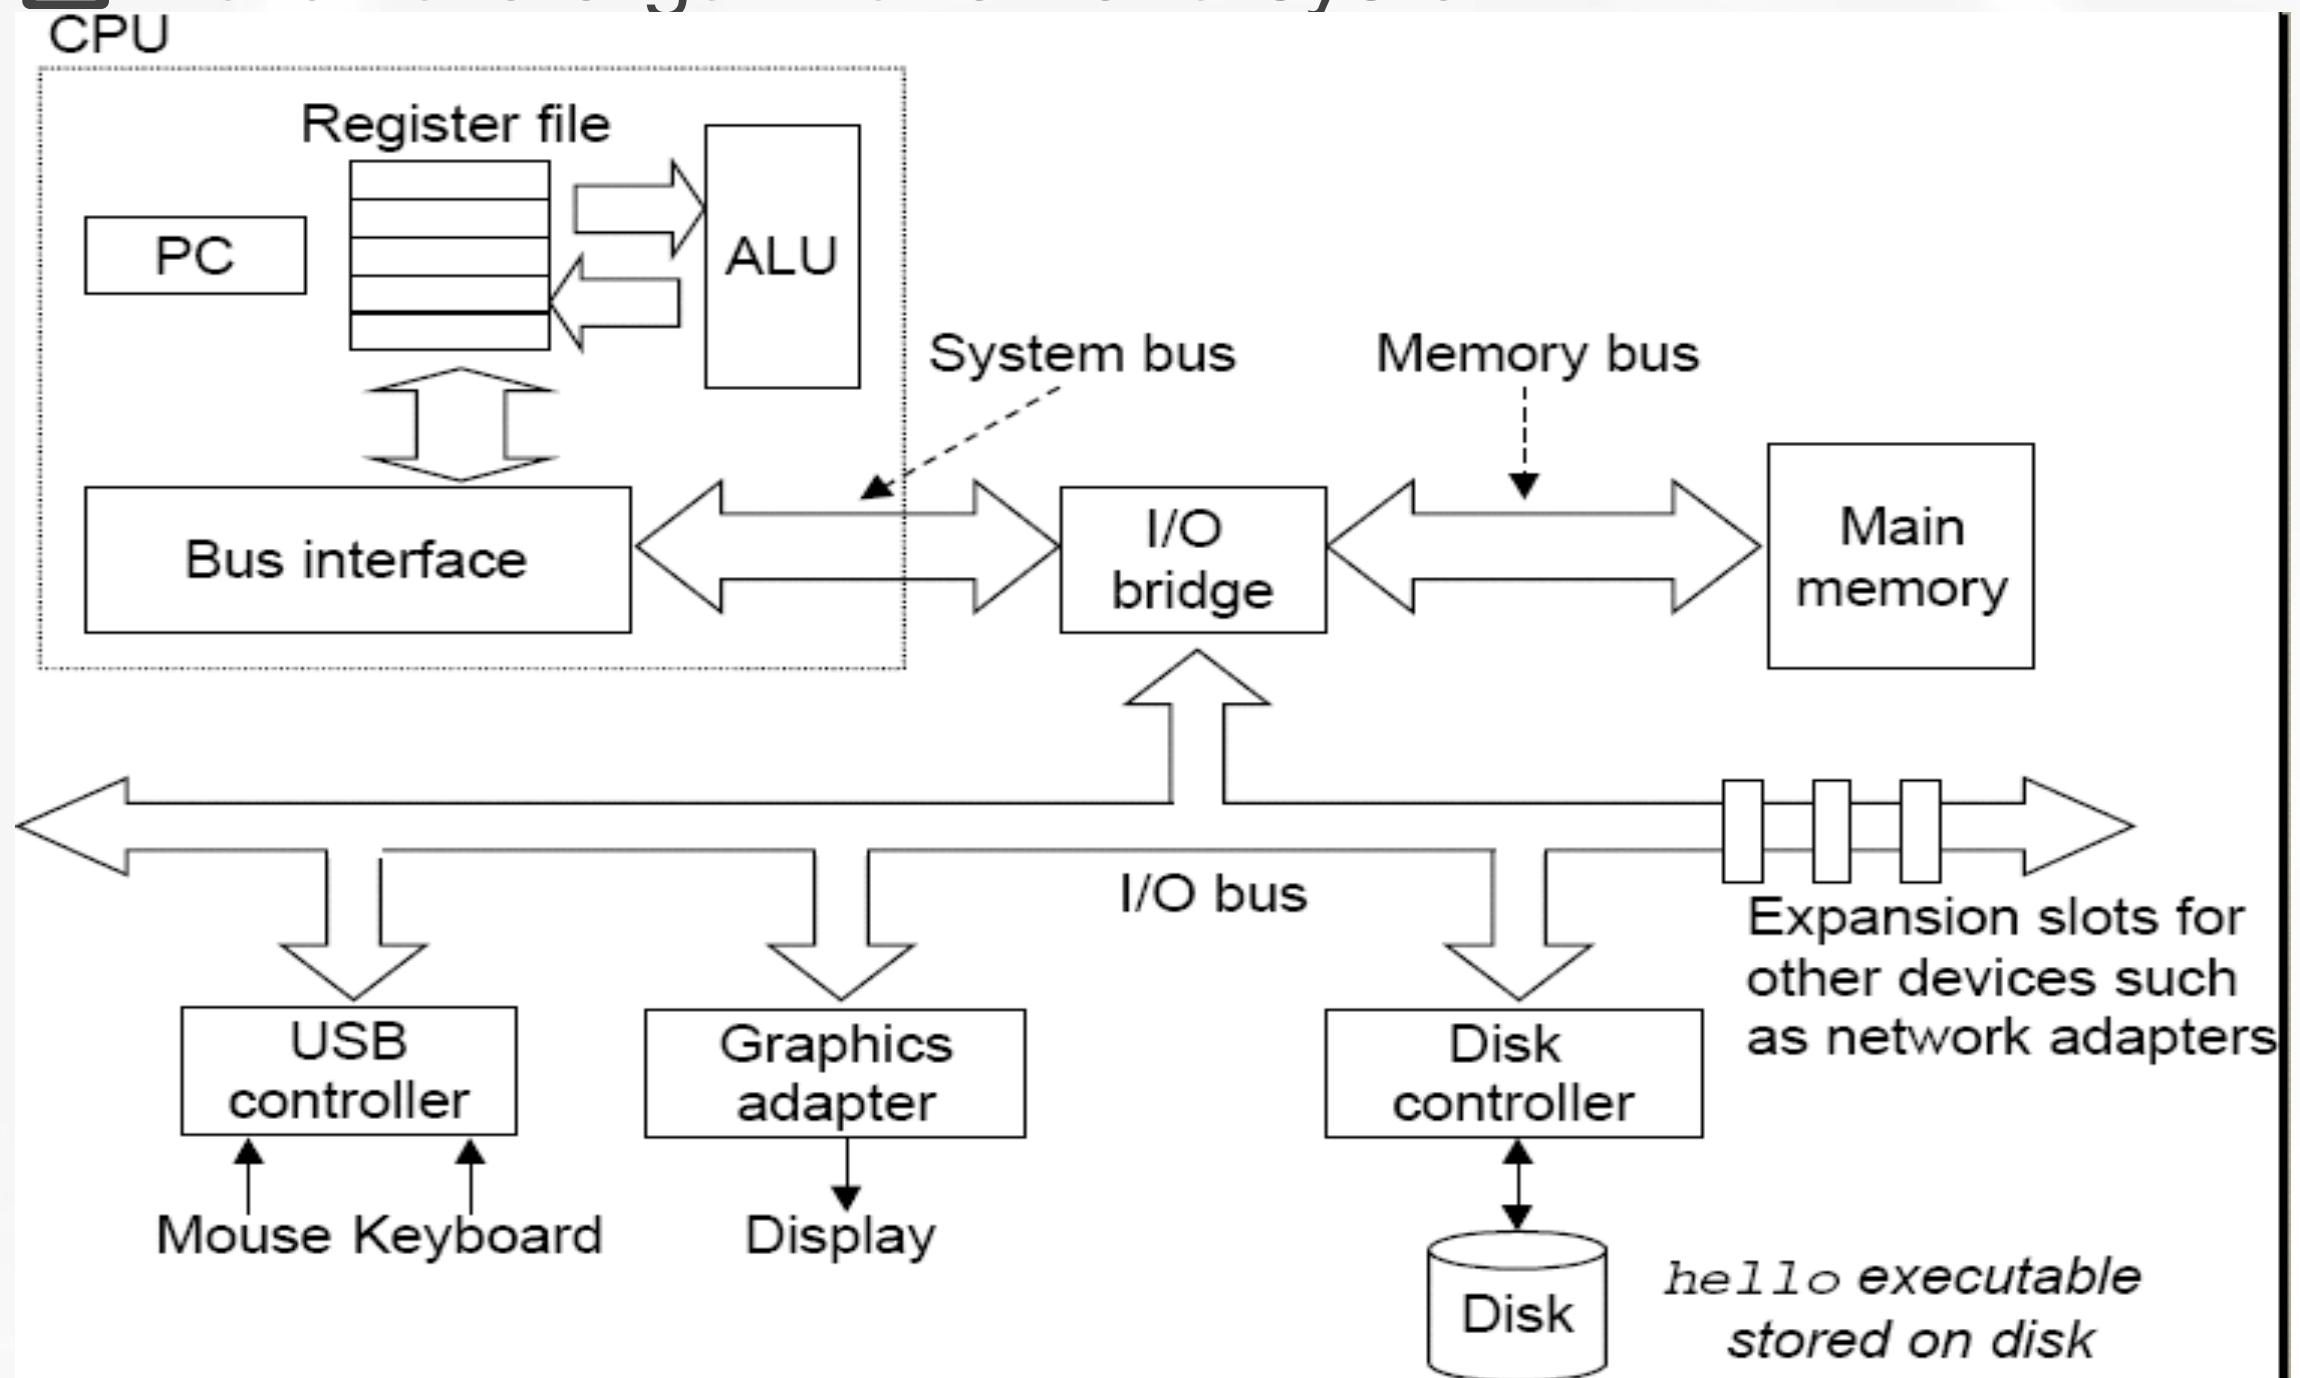 CPU
Register file
PC
ALU
System bus
Memory bus
Bus interface
I/O
bridge
Main
memory
I/O bus
Expansion slots for
other devices such
as network adapters
USB
controller
Graphics
adapter
Disk
controller
Mouse Keyboard
Display
Disk
hello executable
stored on disk